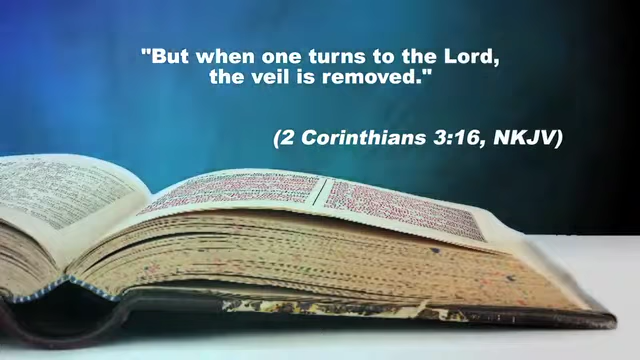 "But when one turns to the Lord,
the veil is removed."
(2 Corinthians 3:16, NKJV)